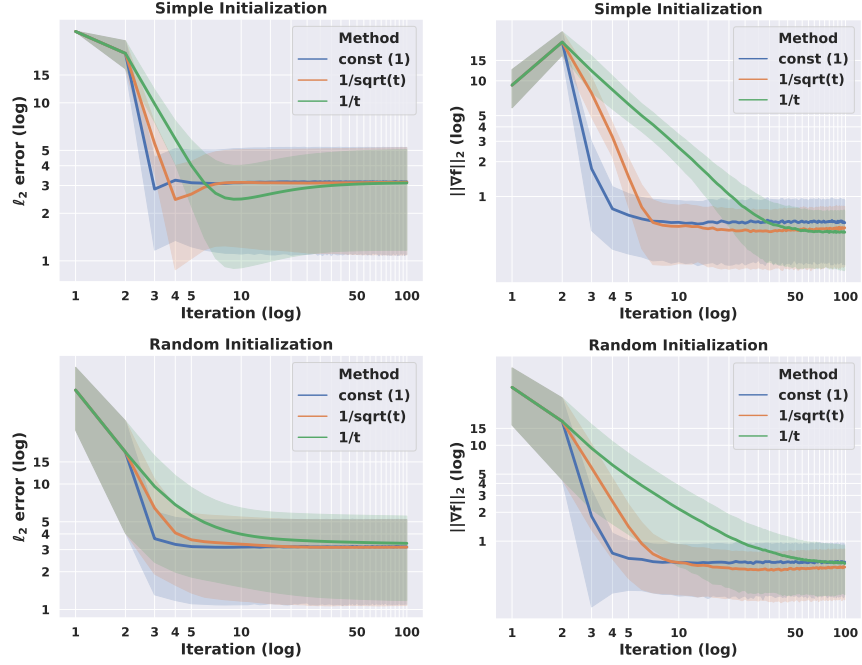 Simple Initialization
ℓ2 error (log)
15
10
5
4
3
2
1
Method
const (1)
1/sqrt(t)
1/t
1 2 3 4 5 10 50 100
Iteration (log)
Simple Initialization
||∇f||2 (log)
15
10
5
4
3
2
1
Method
const (1)
1/sqrt(t)
1/t
1 2 3 4 5 10 50 100
Iteration (log)
Random Initialization
ℓ2 error (log)
15
10
5
4
3
2
1
Method
const (1)
1/sqrt(t)
1/t
1 2 3 4 5 10 50 100
Iteration (log)
Random Initialization
||∇f||2 (log)
15
10
5
4
3
2
1
Method
const (1)
1/sqrt(t)
1/t
1 2 3 4 5 10 50 100
Iteration (log)